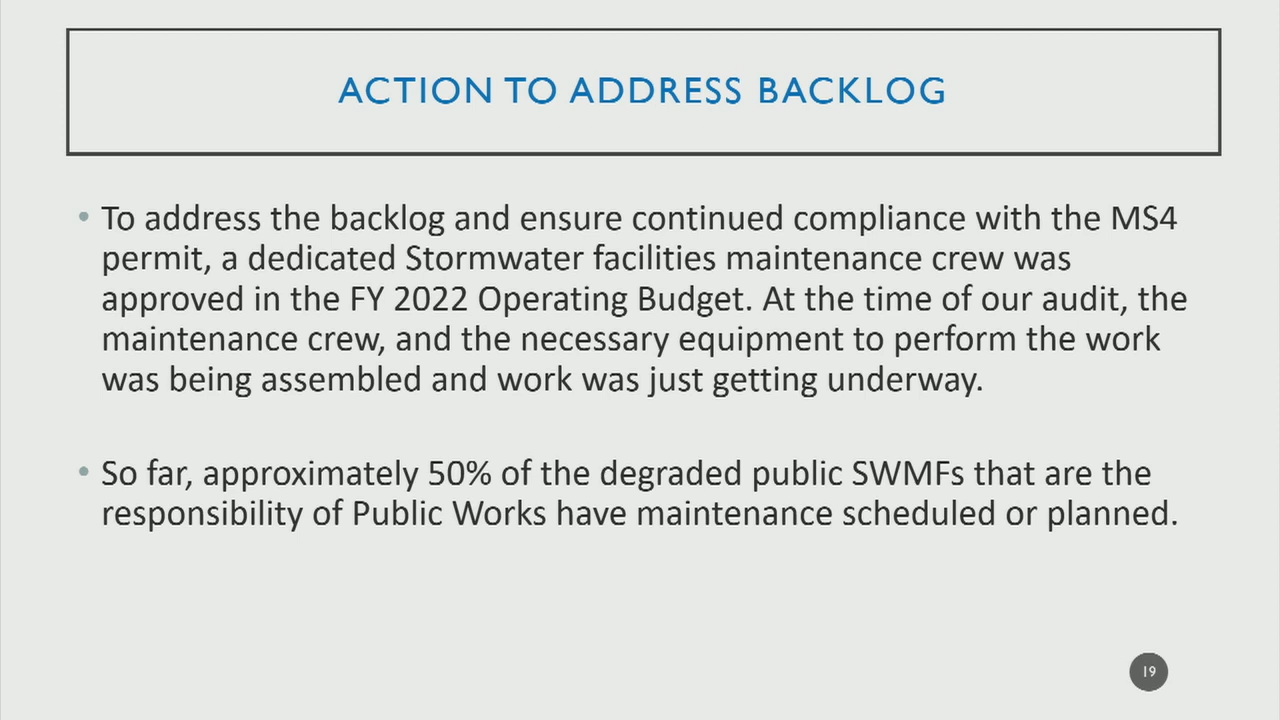 ACTION TO ADDRESS BACKLOG
• To address the backlog and ensure continued compliance with the MS4
permit, a dedicated Stormwater facilities maintenance crew was
approved in the FY 2022 Operating Budget. At the time of our audit, the
maintenance crew, and the necessary equipment to perform the work
was being assembled and work was just getting underway.
• So far, approximately 50% of the degraded public SWMFs that are the
responsibility of Public Works have maintenance scheduled or planned.
19